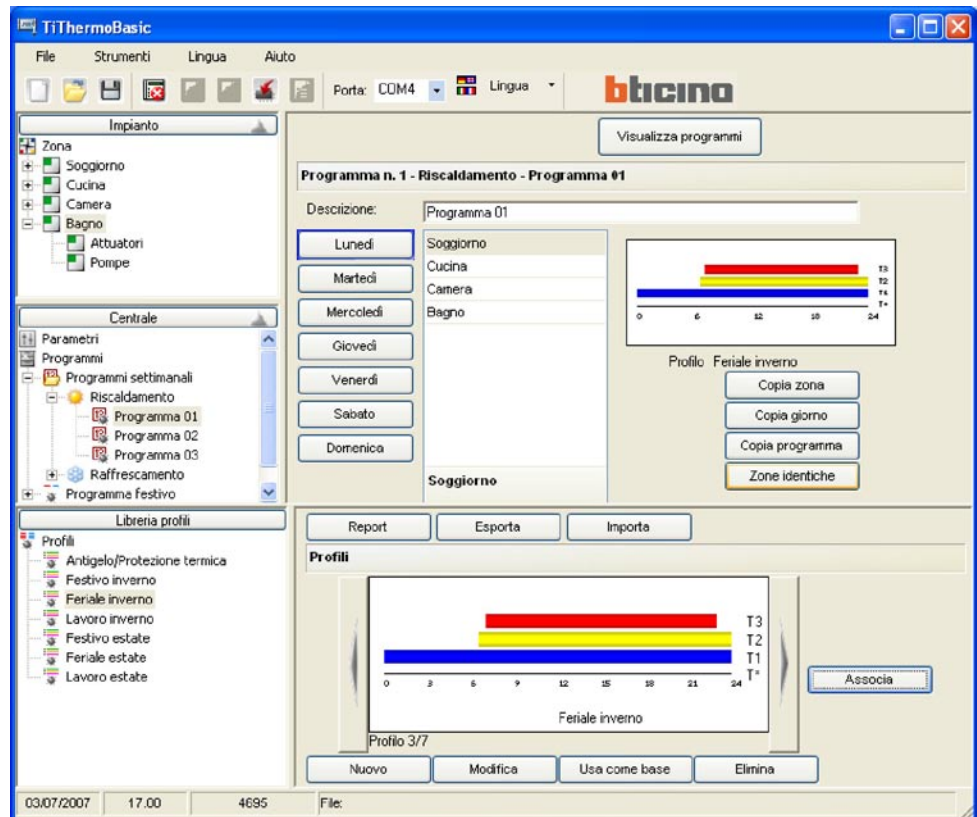 TiThermoBasic
File Strumenti Lingua Aiuto
Porta: COM4 Lingua bticino
Impianto
Zona
Soggiorno
Cucina
Camera
Bagno
Attuatori
Pompe
Centrale
Parametri
Programmi
Programmi settimanali
Riscaldamento
Programma 01
Programma 02
Programma 03
Raffrescamento
Programma festivo
Libreria profili
Profili
Antigelo/Protezione termica
Festivo inverno
Feriale inverno
Lavoro inverno
Festivo estate
Feriale estate
Lavoro estate
Visualizza programmi
Programma n. 1 - Riscaldamento - Programma 01
Descrizione: Programma 01
Lunedì
Martedì
Mercoledì
Giovedì
Venerdì
Sabato
Domenica
Soggiorno
Cucina
Camera
Bagno
Soggiorno
T3
T2
T1
T*
0 6 12 18 24
Profilo Feriale inverno
Copia zona
Copia giorno
Copia programma
Zone identiche
Report Esporta Importa
Profili
T3
T2
T1
T*
0 3 6 9 12 15 18 21 24
Feriale inverno
Profilo 3/7
Associa
Nuovo Modifica Usa come base Elimina
03/07/2007 17.00 4695 File: